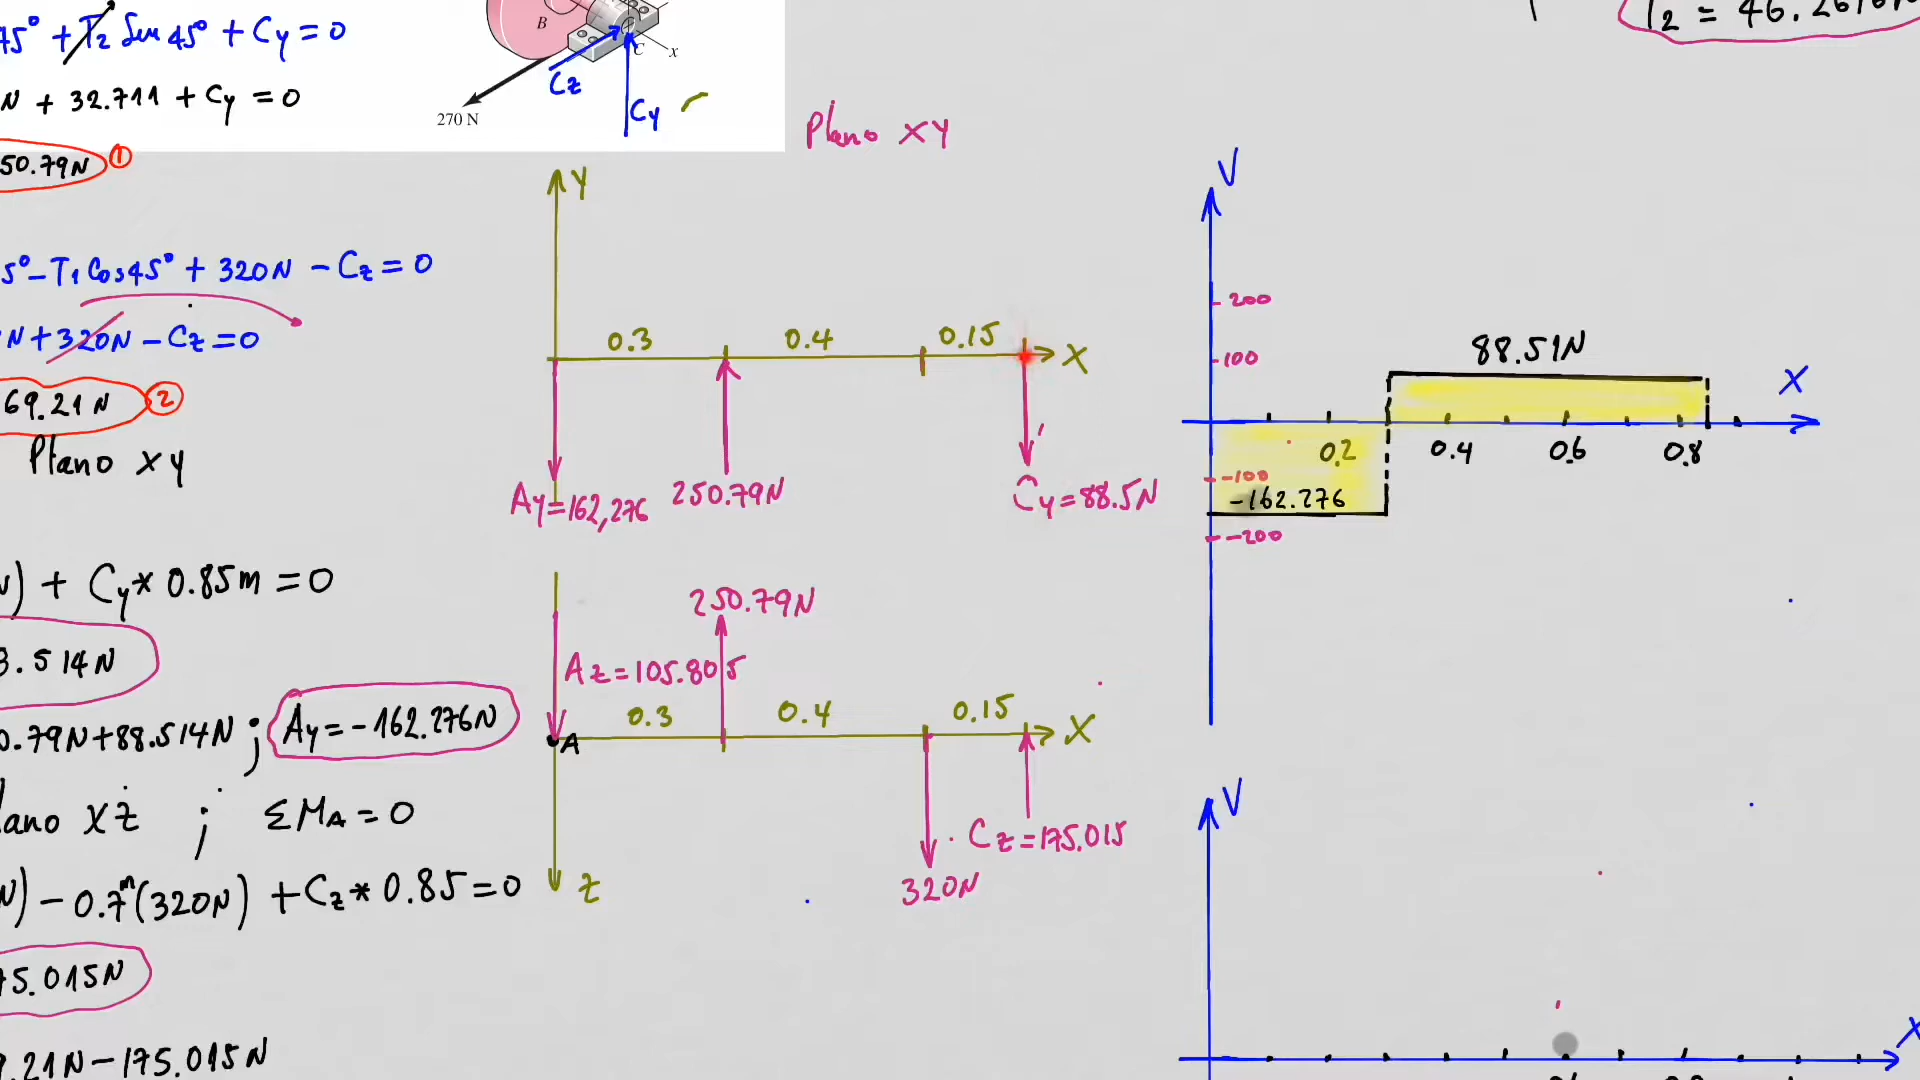 45° + T₂ Sen 45° + Cy = 0
N + 32.711 + Cy = 0
50.79N ①
5° − T₁ Cos45° + 320N − Cz = 0
N + 320N − Cz = 0
69.21 N ②
Plano xy
N) + Cy * 0.85m = 0
3.514N
0.79N + 88.514N ; Ay = −162.276N
lano xz ; ΣMA = 0
N) − 0.7m (320N) + Cz * 0.85 = 0
75.015N
9.21N − 175.015N
B
C
x
Cz
Cy
270 N
T2 = 46.2616N
Plano XY
Y
0.3 0.4 0.15 X
Ay=162,276 250.79N Cy=88.5N
250.79N
Az=105.805
0.3 0.4 0.15 X
A
Cz=175.015
320N
z
V
200
100
88.51N
X
0.2 0.4 0.6 0.8
-100
-162.276
-200
V
X